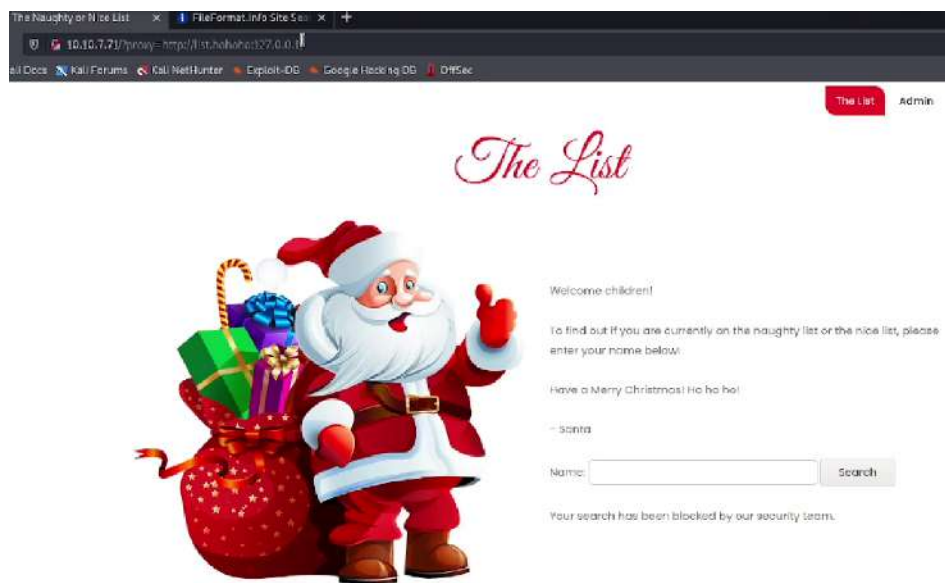 The Naughty or Nice List × FileFormat.Info Site Sea × +
10.10.7.71/?proxy=http://list.hohoho:127.0.0.1
ali Docs Kali Forums Kali NetHunter Exploit-DB Google Hacking DB OffSec
The List Admin
The List
Welcome children!
To find out if you are currently on the naughty list or the nice list, please
enter your name below!
Have a Merry Christmas! Ho ho ho!
- Santa
Name: Search
Your search has been blocked by our security team.